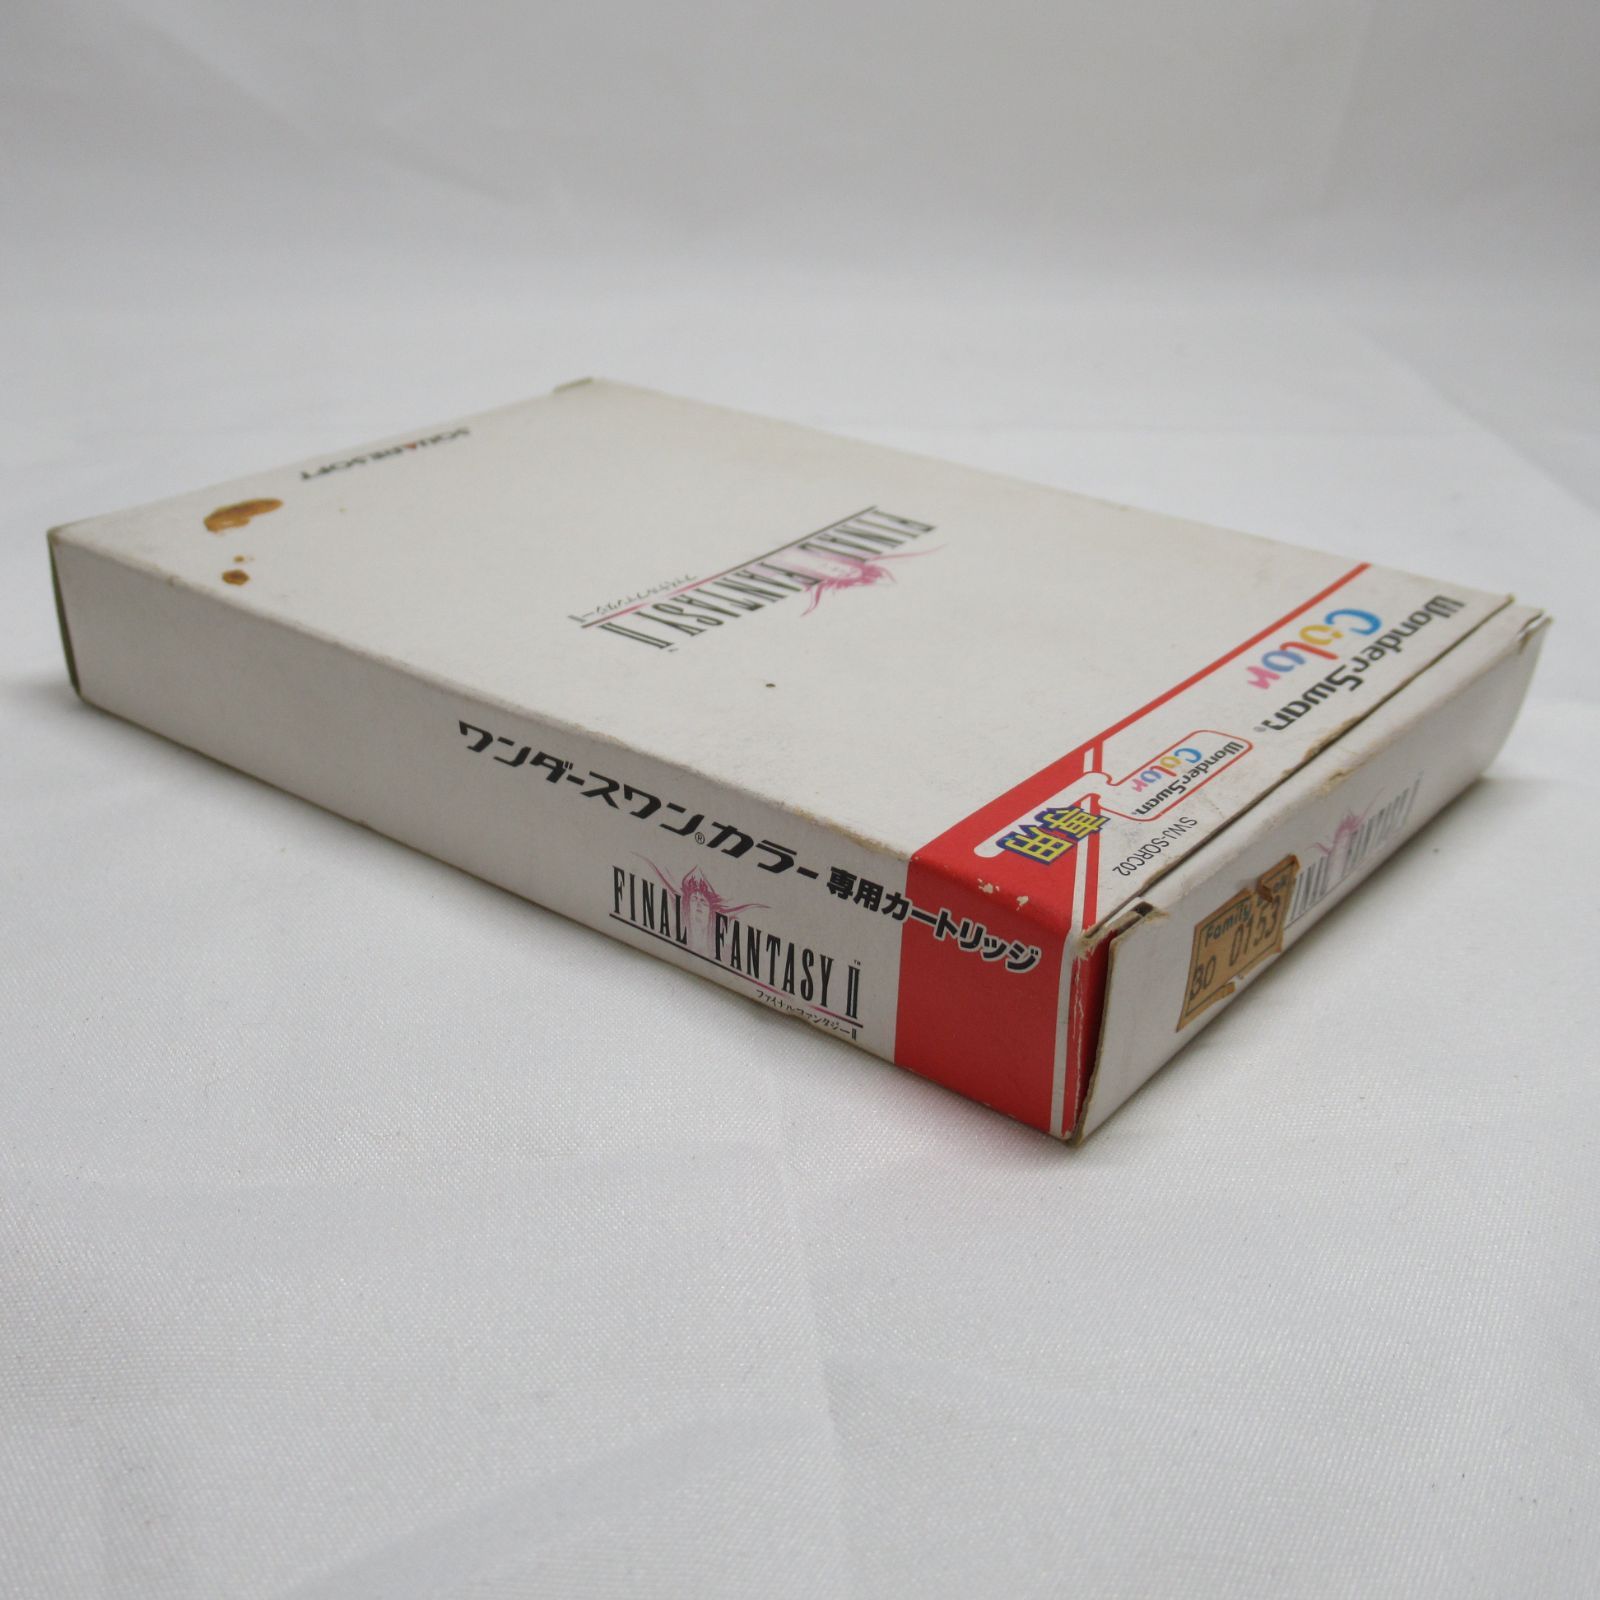 SQUARESOFT
FINAL FANTASY II
ファイナルファンタジーII
WonderSwan®
Color
WonderSwan®
Color
専用
SWJ-SQRC02
ワンダースワン®カラー専用カートリッジ
FINAL FANTASY II™
ファイナルファンタジーII
FINAL FANTASY
Family
30 0153